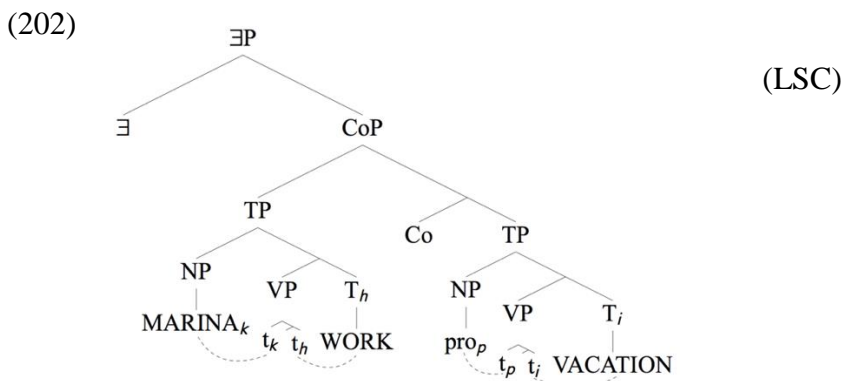 (202)
∃P
(LSC)
∃ CoP
TP
Co TP
NP VP Tₕ NP VP Tᵢ
MARINAₖ tₖ tₕ WORK proₚ tₚ tᵢ VACATION